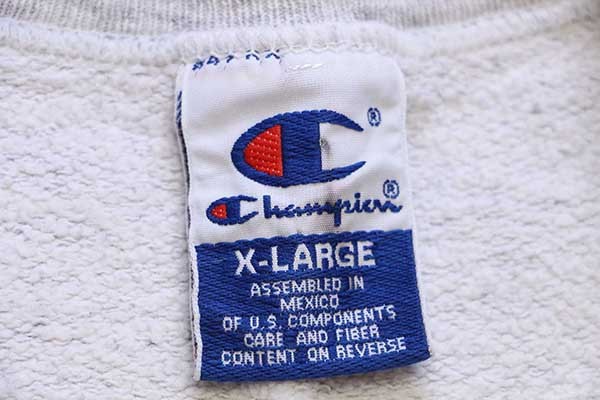 ®
Champion®
X-LARGE
ASSEMBLED IN
MEXICO
OF U.S. COMPONENTS
CARE AND FIBER
CONTENT ON REVERSE